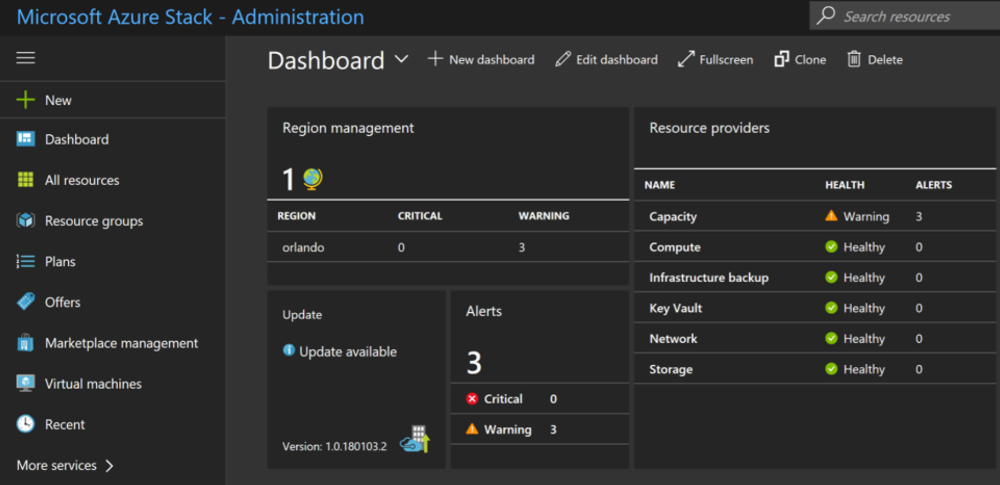 Microsoft Azure Stack - Administration
Search resources
Dashboard
New dashboard
Edit dashboard
Fullscreen
Clone
Delete
New
Dashboard
All resources
Resource groups
Plans
Offers
Marketplace management
Virtual machines
Recent
More services
Region management
1
REGION CRITICAL WARNING
orlando 0 3
Update
Update available
Version: 1.0.180103.2
Alerts
3
Critical 0
Warning 3
Resource providers
NAME HEALTH ALERTS
Capacity Warning 3
Compute Healthy 0
Infrastructure backup Healthy 0
Key Vault Healthy 0
Network Healthy 0
Storage Healthy 0